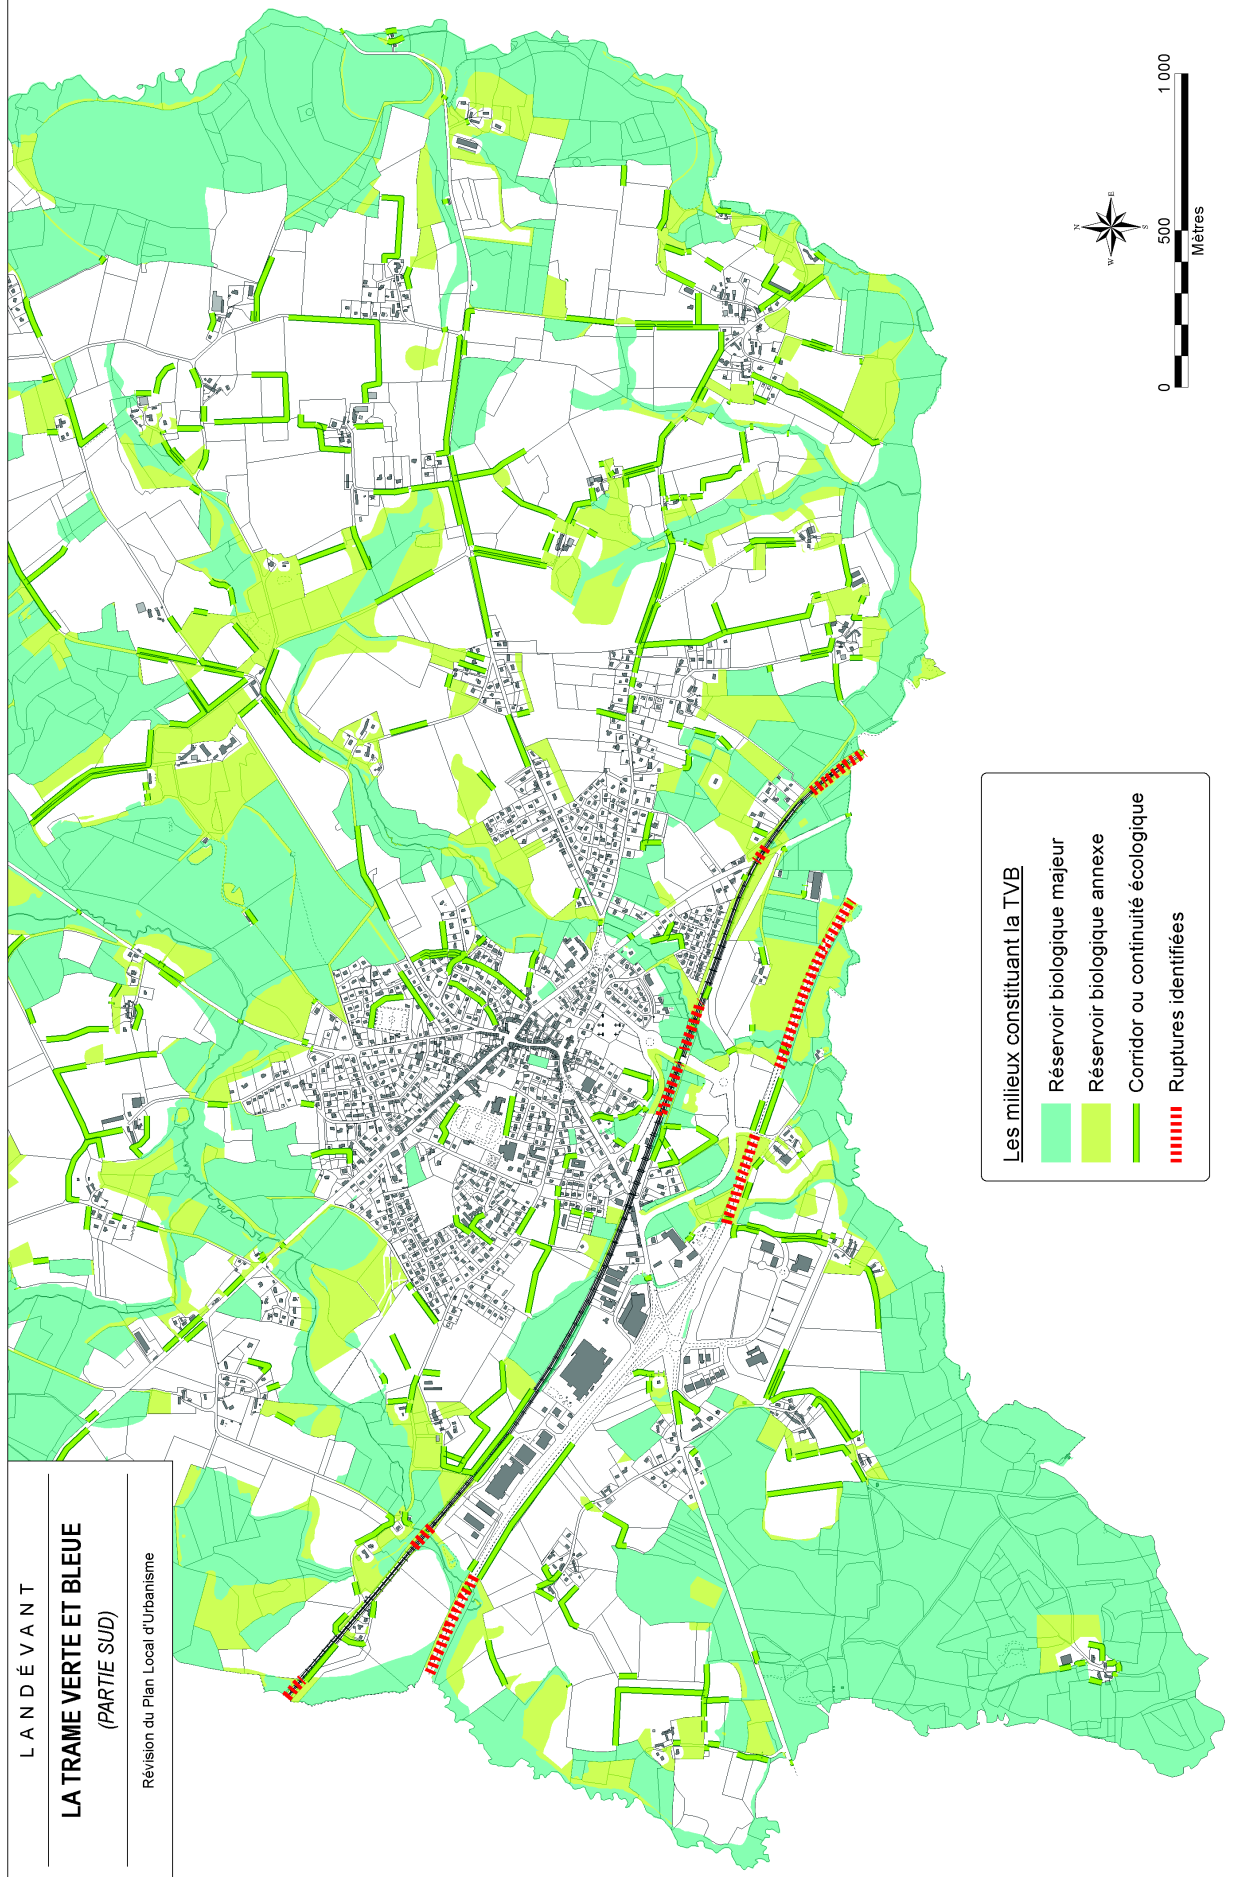 LANDÉVANT
LA TRAME VERTE ET BLEUE
(PARTIE SUD)
Révision du Plan Local d'Urbanisme
Les milieux constituant la TVB
Réservoir biologique majeur
Réservoir biologique annexe
Corridor ou continuité écologique
Ruptures identifiées
N
W
E
S
0 500 1 000
Mètres